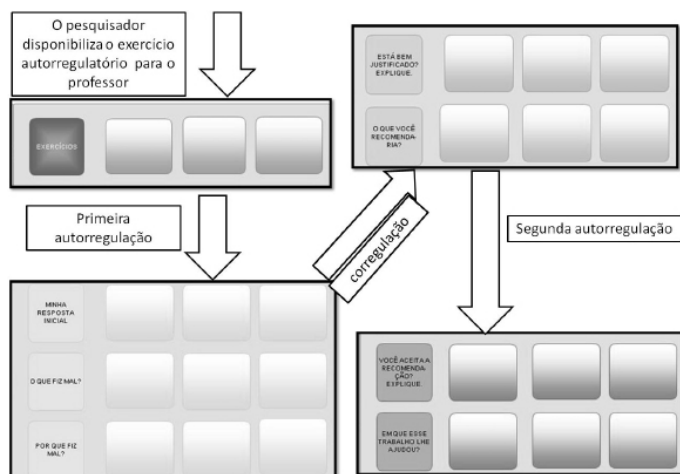 O pesquisador
disponibiliza o exercício
autorregulatório para o
professor
EXERCÍCIOS
Primeira
autorregulação
MINHA
RESPOSTA
INICIAL
O QUE FIZ MAL?
POR QUE FIZ
MAL?
corregulação
ESTÁ BEM
JUSTIFICADO?
EXPLIQUE.
O QUE VOCÊ
RECOMENDA-
RIA?
Segunda autorregulação
VOCÊ ACEITA A
RECOMENDA-
ÇÃO?
EXPLIQUE
EM QUE ESSE
TRABALHO LHE
AJUDOU?